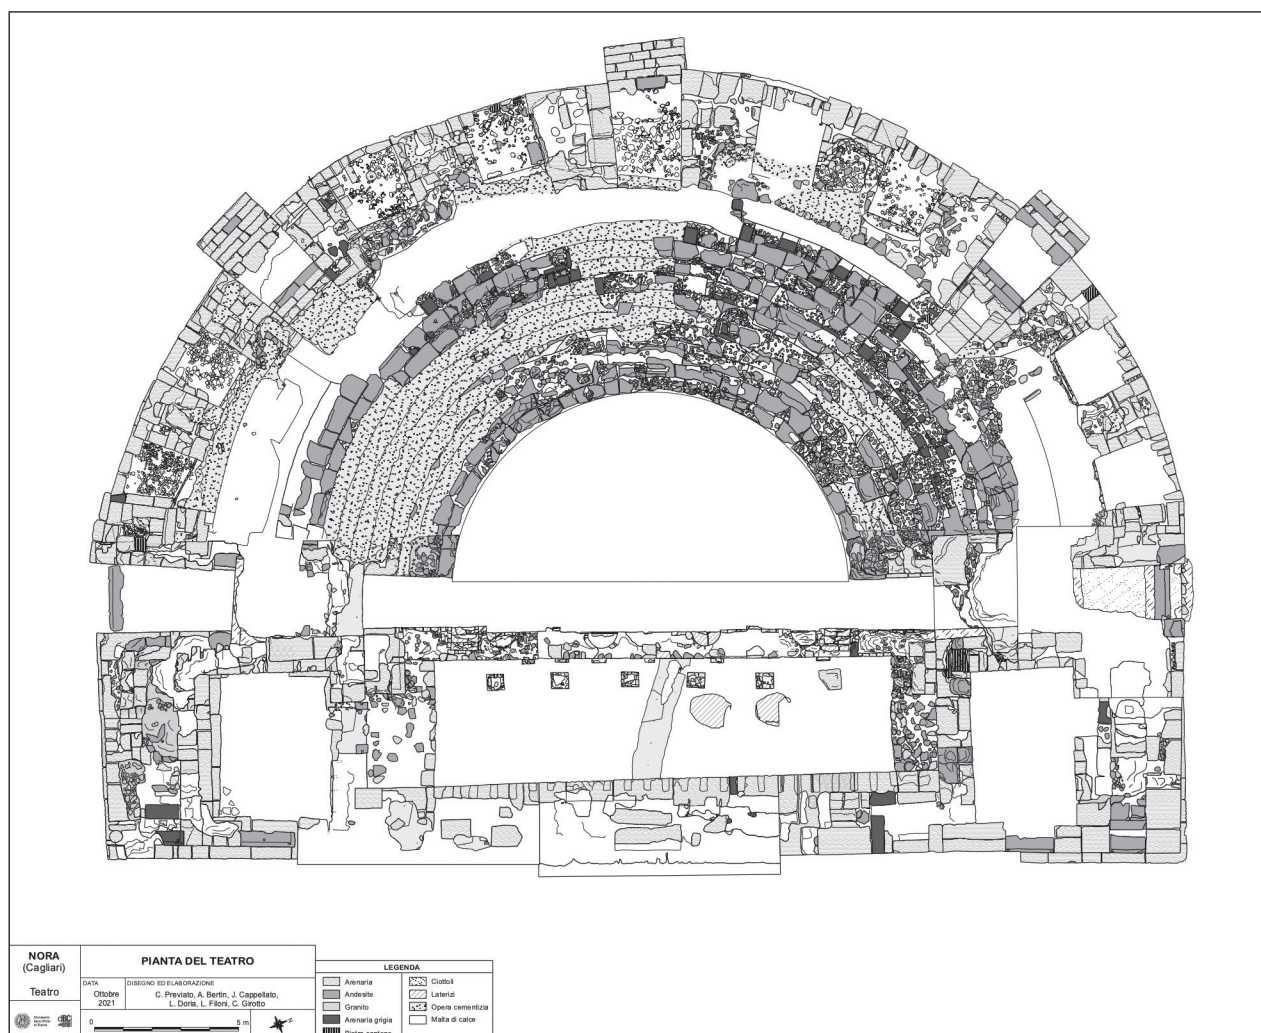 NORA
(Cagliari)
Teatro
PIANTA DEL TEATRO
DATA
Ottobre
2021
DISEGNO ED ELABORAZIONE
C. Previato, A. Bertin, J. Cappellato,
L. Doria, L. Filoni, C. Girotto
0 5 m
LEGENDA
Arenaria
Andesite
Granito
Arenaria grigia
Ciottoli
Laterizi
Opera cementizia
Malta di calce